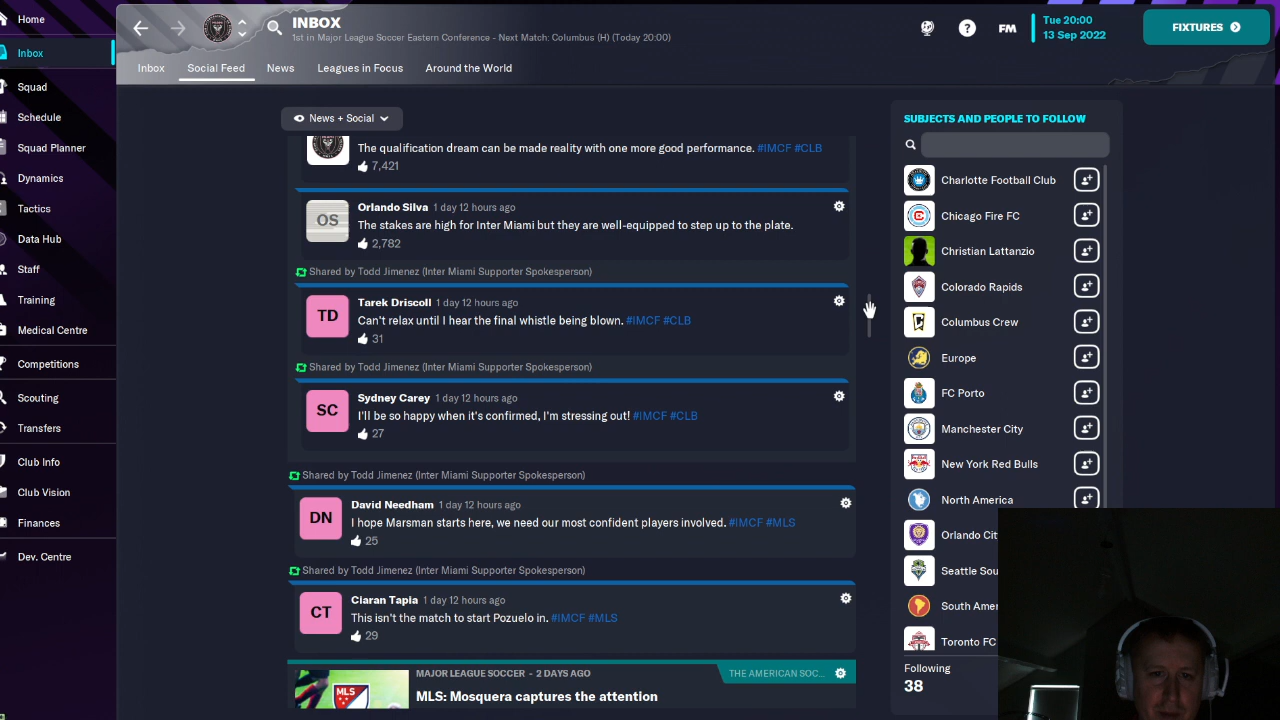 Home
Inbox
Squad
Schedule
Squad Planner
Dynamics
Tactics
Data Hub
Staff
Training
Medical Centre
Competitions
Scouting
Transfers
Club Info
Club Vision
Finances
Dev. Centre
INBOX
1st in Major League Soccer Eastern Conference - Next Match: Columbus (H) (Today 20:00)
?
FM
Tue 20:00
13 Sep 2022
FIXTURES
Inbox
Social Feed
News
Leagues in Focus
Around the World
News + Social
The qualification dream can be made reality with one more good performance. #IMCF #CLB
7,421
OS
Orlando Silva 1 day 12 hours ago
The stakes are high for Inter Miami but they are well-equipped to step up to the plate.
2,782
Shared by Todd Jimenez (Inter Miami Supporter Spokesperson)
TD
Tarek Driscoll 1 day 12 hours ago
Can't relax until I hear the final whistle being blown. #IMCF #CLB
31
Shared by Todd Jimenez (Inter Miami Supporter Spokesperson)
SC
Sydney Carey 1 day 12 hours ago
I'll be so happy when it's confirmed, I'm stressing out! #IMCF #CLB
27
Shared by Todd Jimenez (Inter Miami Supporter Spokesperson)
DN
David Needham 1 day 12 hours ago
I hope Marsman starts here, we need our most confident players involved. #IMCF #MLS
25
Shared by Todd Jimenez (Inter Miami Supporter Spokesperson)
CT
Ciaran Tapia 1 day 12 hours ago
This isn't the match to start Pozuelo in. #IMCF #MLS
29
MAJOR LEAGUE SOCCER - 2 DAYS AGO
THE AMERICAN SOC...
MLS
MLS: Mosquera captures the attention
SUBJECTS AND PEOPLE TO FOLLOW
Charlotte Football Club
Chicago Fire FC
Christian Lattanzio
Colorado Rapids
Columbus Crew
Europe
FC Porto
Manchester City
New York Red Bulls
North America
Orlando Cit
Seattle Sou
South Amer
Toronto FC
Following
38